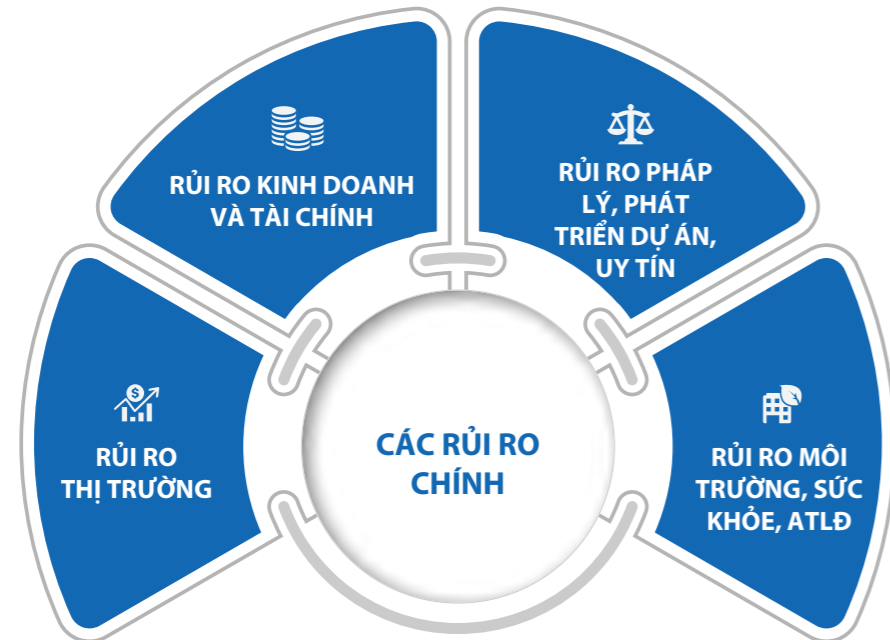 RỦI RO KINH DOANH
VÀ TÀI CHÍNH
RỦI RO PHÁP
LÝ, PHÁT
TRIỂN DỰ ÁN,
UY TÍN
RỦI RO
THỊ TRƯỜNG
CÁC RỦI RO
CHÍNH
RỦI RO MÔI
TRƯỜNG, SỨC
KHỎE, ATLĐ